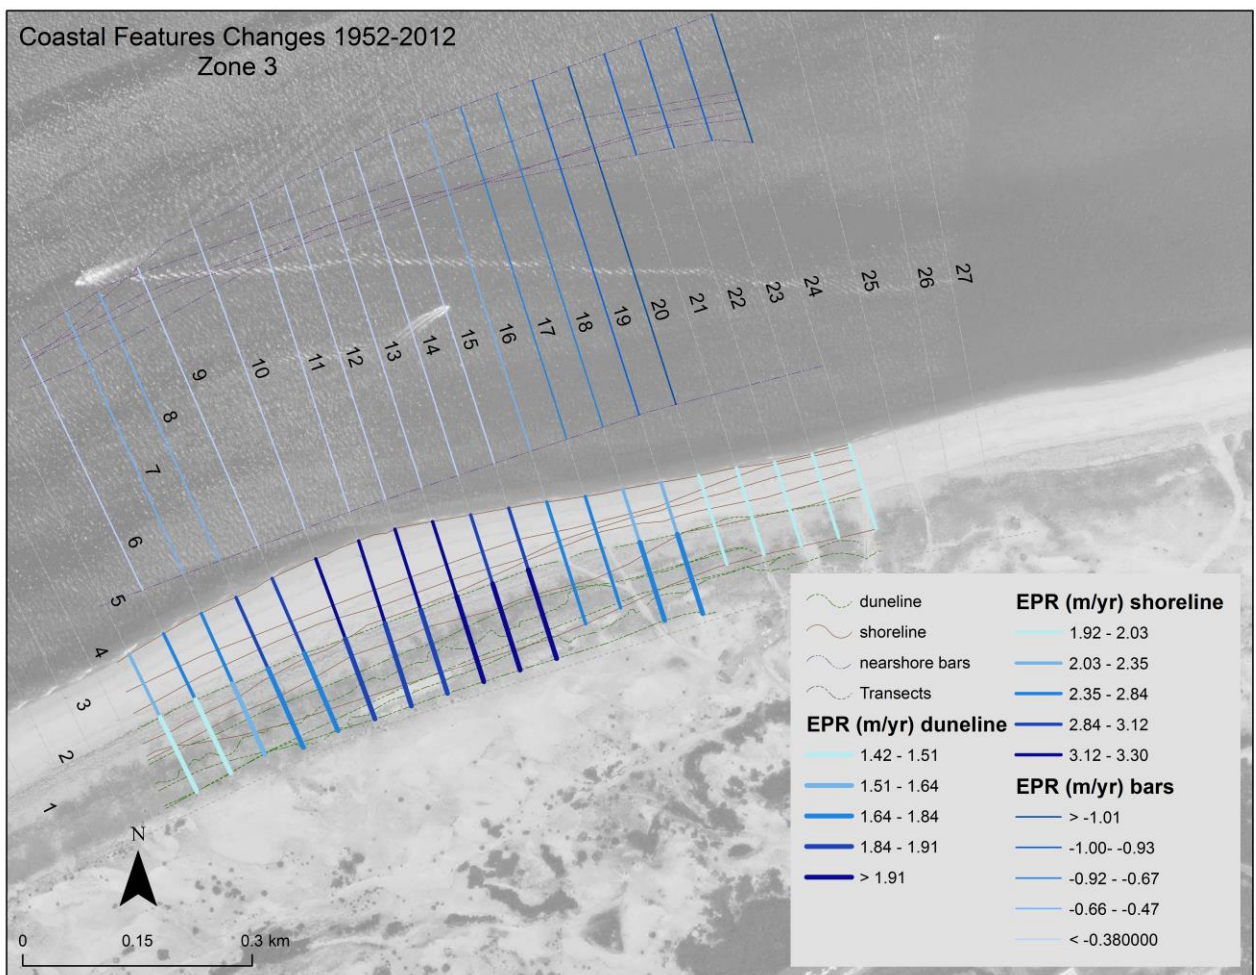 Coastal Features Changes 1952-2012
Zone 3
1
2
3
4
5
6
7
8
9
10
11
12
13
14
15
16
17
18
19
20
21
22
23
24
25
26
27
N
0 0.15 0.3 km
duneline
shoreline
nearshore bars
Transects
EPR (m/yr) duneline
1.42 - 1.51
1.51 - 1.64
1.64 - 1.84
1.84 - 1.91
> 1.91
EPR (m/yr) shoreline
1.92 - 2.03
2.03 - 2.35
2.35 - 2.84
2.84 - 3.12
3.12 - 3.30
EPR (m/yr) bars
> -1.01
-1.00- -0.93
-0.92 - -0.67
-0.66 - -0.47
< -0.380000